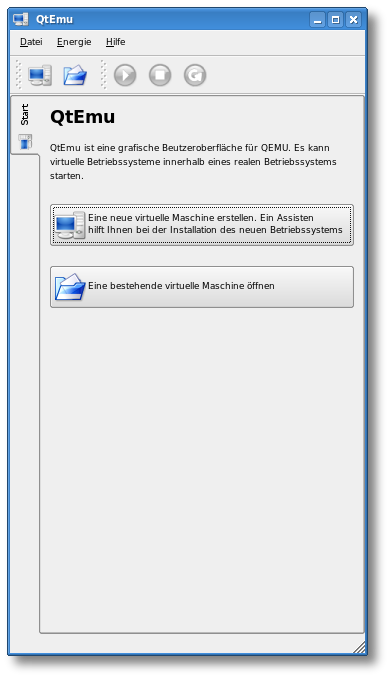 QtEmu
Datei Energie Hilfe
Start
QtEmu
QtEmu ist eine grafische Beutzeroberfläche für QEMU. Es kann
virtuelle Betriebssysteme innerhalb eines realen Betriebssystems
starten.
Eine neue virtuelle Maschine erstellen. Ein Assisten
hilft Ihnen bei der Installation des neuen Betriebssystems
Eine bestehende virtuelle Maschine öffnen